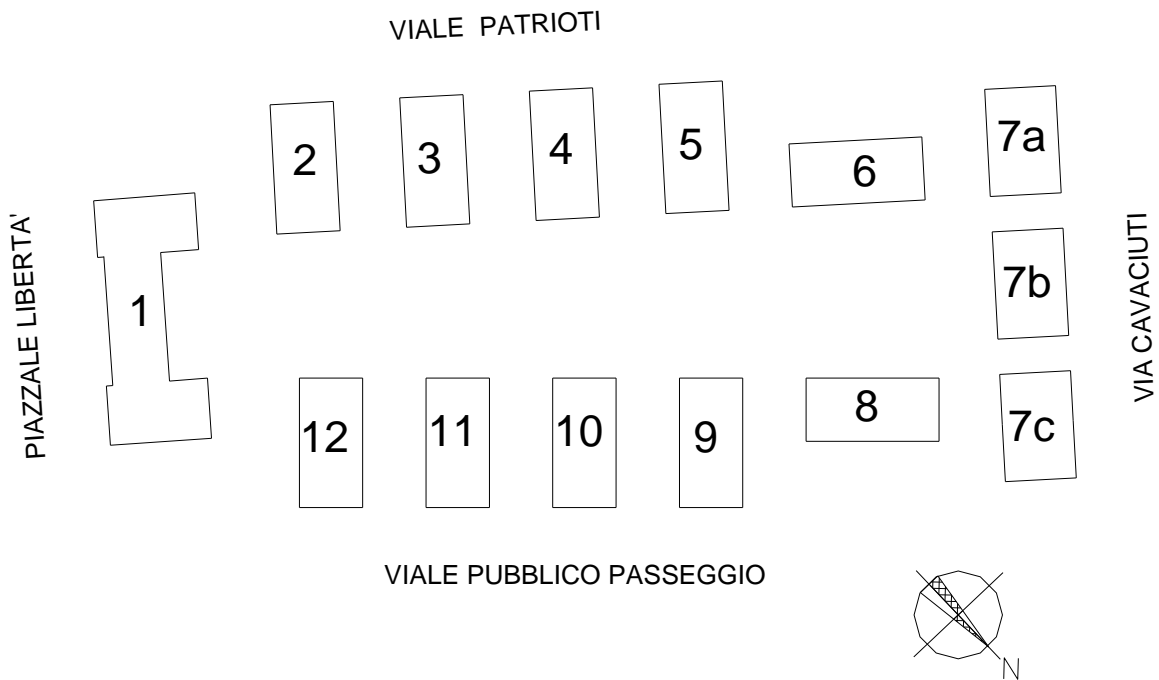 VIALE PATRIOTI
2
3
4
5
6
7a
PIAZZALE LIBERTA'
1
7b
VIA CAVACIUTI
12
11
10
9
8
7c
VIALE PUBBLICO PASSEGGIO
N